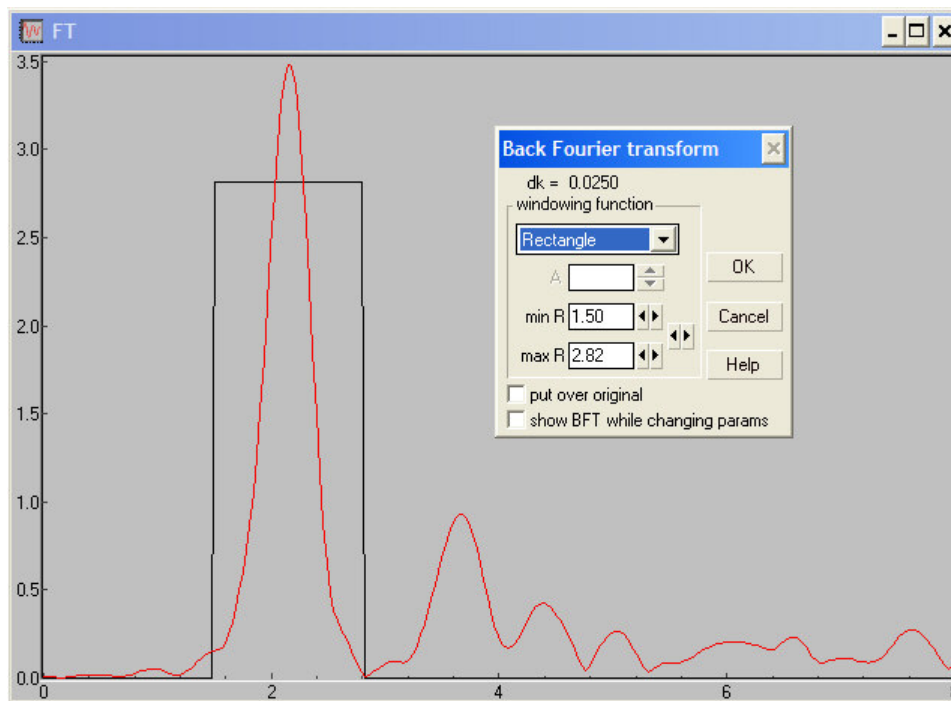 FT
3.5
3.0
2.5
2.0
1.5
1.0
0.5
0.0
0
2
4
6
Back Fourier transform
dk = 0.0250
windowing function
Rectangle
A
OK
min R 1.50
Cancel
max R 2.82
Help
put over original
show BFT while changing params